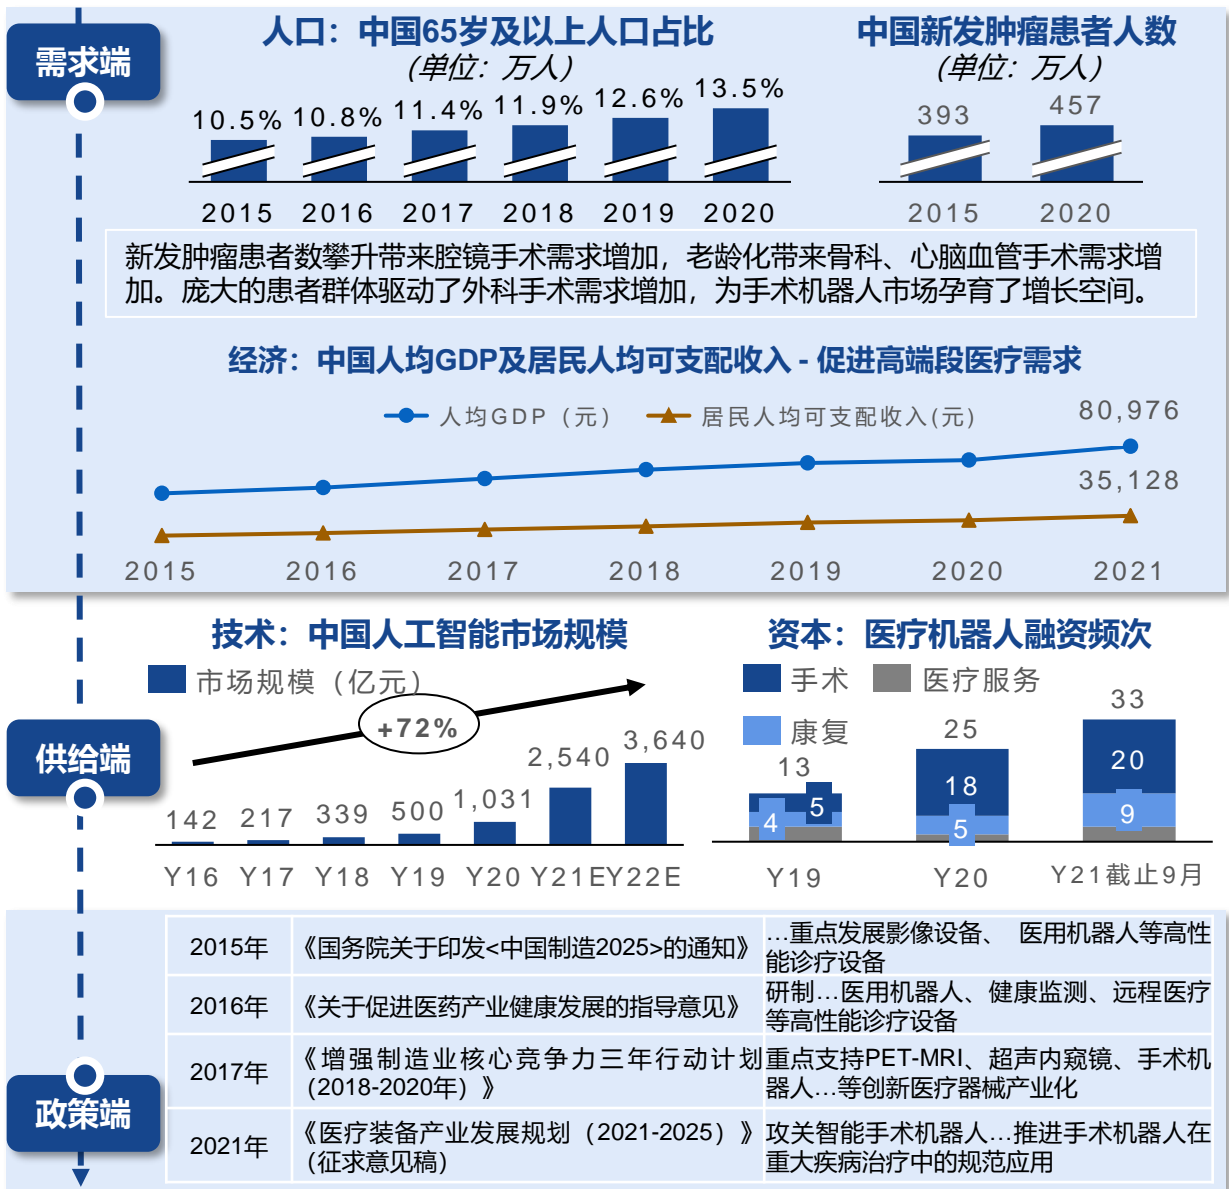 需求端
人口：中国65岁及以上人口占比
(单位：万人)
10.5% 10.8% 11.4% 11.9% 12.6% 13.5%
2015 2016 2017 2018 2019 2020
中国新发肿瘤患者人数
(单位：万人)
393 457
2015 2020
新发肿瘤患者数攀升带来腔镜手术需求增加，老龄化带来骨科、心脑血管手术需求增
加。庞大的患者群体驱动了外科手术需求增加，为手术机器人市场孕育了增长空间。
经济：中国人均GDP及居民人均可支配收入 - 促进高端段医疗需求
人均GDP（元） 居民人均可支配收入(元)
80,976
35,128
2015 2016 2017 2018 2019 2020 2021
供给端
技术：中国人工智能市场规模
市场规模（亿元）
+72%
142 217 339 500 1,031 2,540 3,640
Y16 Y17 Y18 Y19 Y20 Y21E Y22E
资本：医疗机器人融资频次
手术 医疗服务
康复
13 25 33
5 18 20
4 5 9
Y19 Y20 Y21截止9月
政策端
2015年 《国务院关于印发<中国制造2025>的通知》 …重点发展影像设备、 医用机器人等高性
能诊疗设备
2016年 《关于促进医药产业健康发展的指导意见》 研制…医用机器人、健康监测、远程医疗
等高性能诊疗设备
2017年 《增强制造业核心竞争力三年行动计划 重点支持PET-MRI、超声内窥镜、手术机
（2018-2020年）》 器人…等创新医疗器械产业化
2021年 《医疗装备产业发展规划（2021-2025）》 攻关智能手术机器人…推进手术机器人在
(征求意见稿） 重大疾病治疗中的规范应用